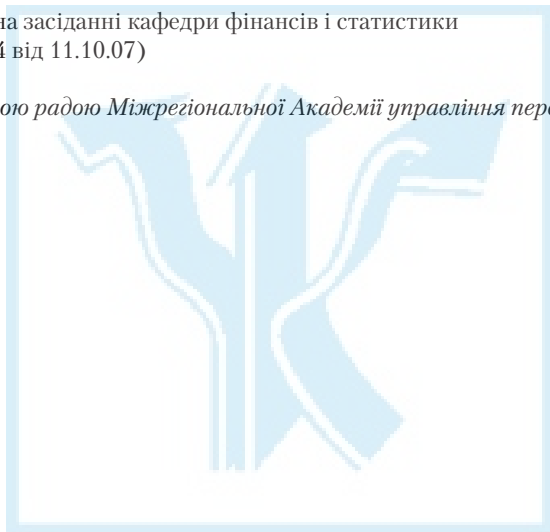 на засіданні кафедри фінансів і статистики
4 від 11.10.07)
ою радою Міжрегіональної Академії управління перс